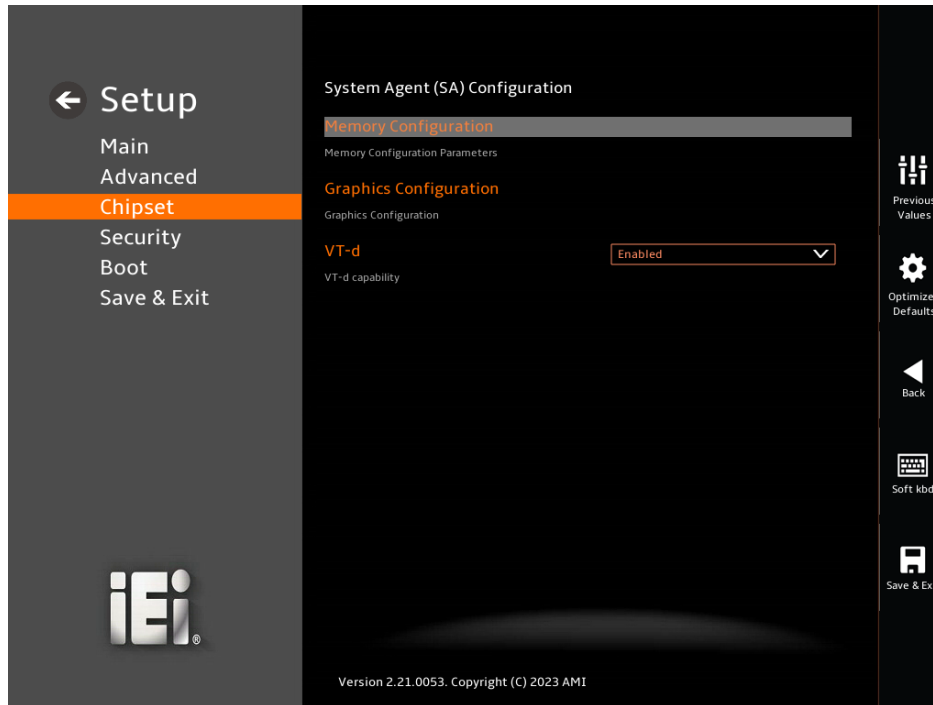 Setup
Main
Advanced
Chipset
Security
Boot
Save & Exit
iEi®
System Agent (SA) Configuration
Memory Configuration
Memory Configuration Parameters
Graphics Configuration
Graphics Configuration
VT-d
Enabled
VT-d capability
Version 2.21.0053. Copyright (C) 2023 AMI
Previous
Values
Optimize
Defaults
Back
Soft kbd
Save & Ex